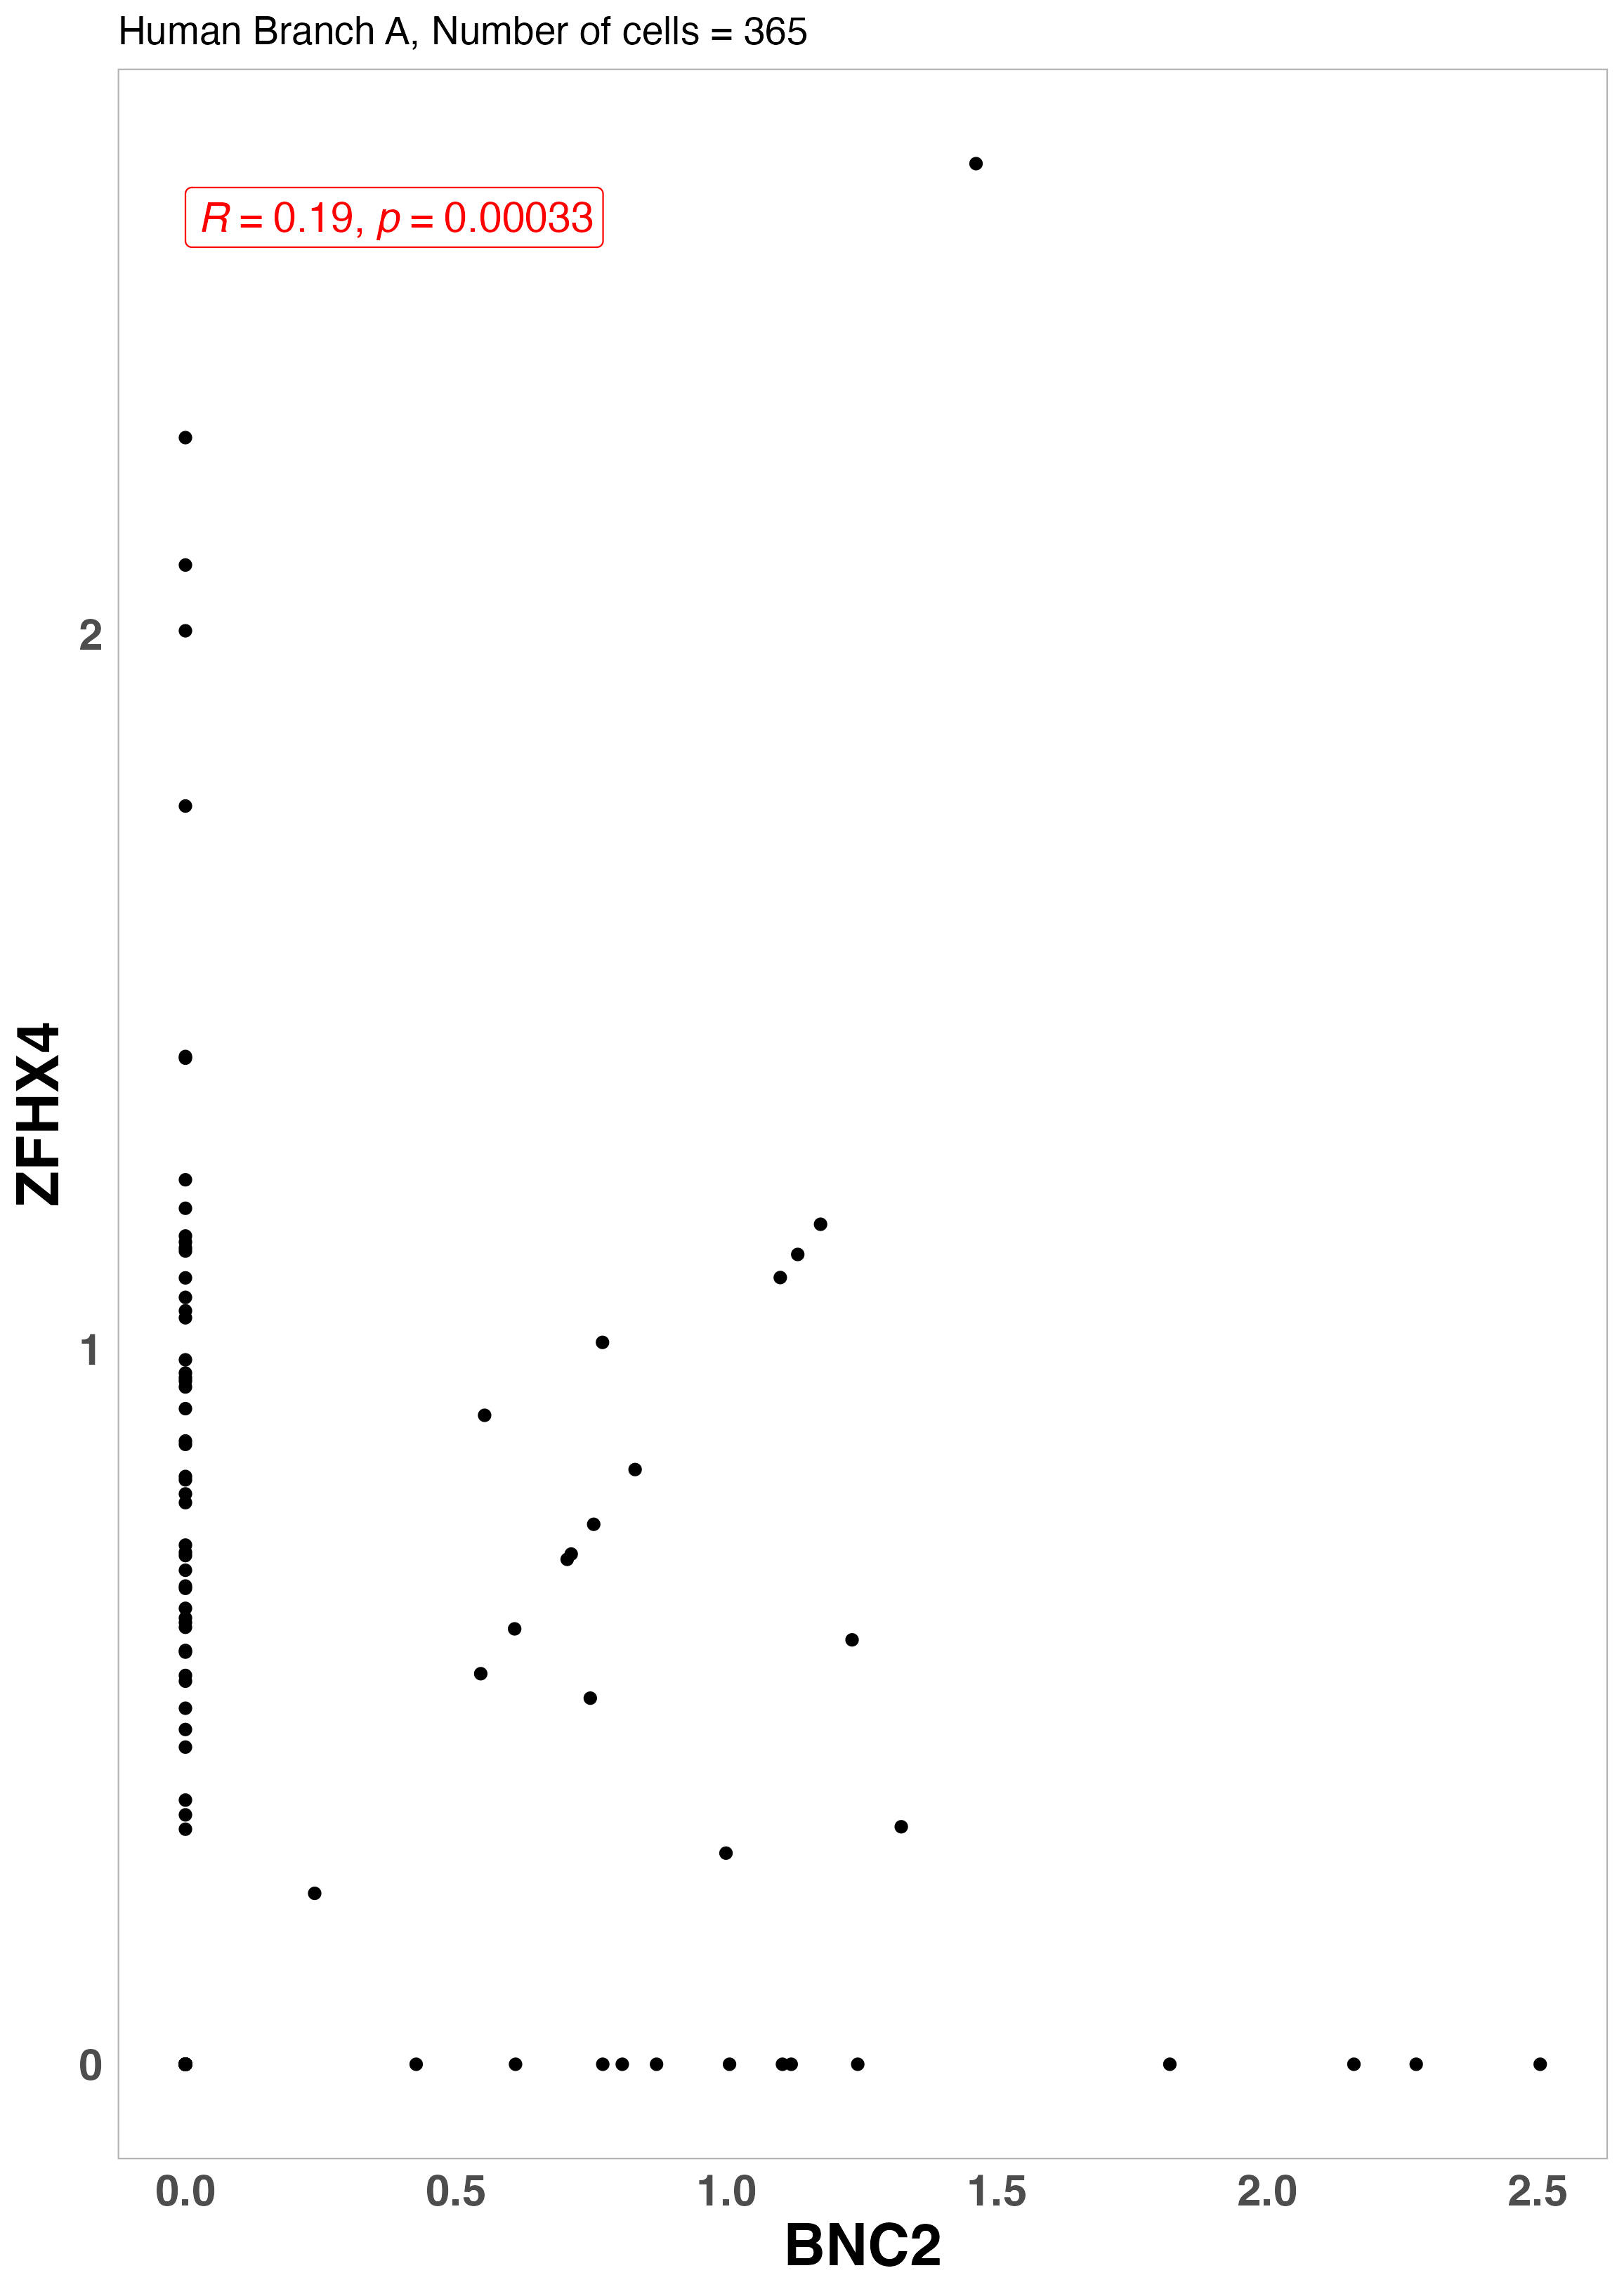 Human Branch A, Number of cells = 365
R = 0.19, p = 0.00033
2
1
0
ZFHX4
0.0 0.5 1.0 1.5 2.0 2.5
BNC2